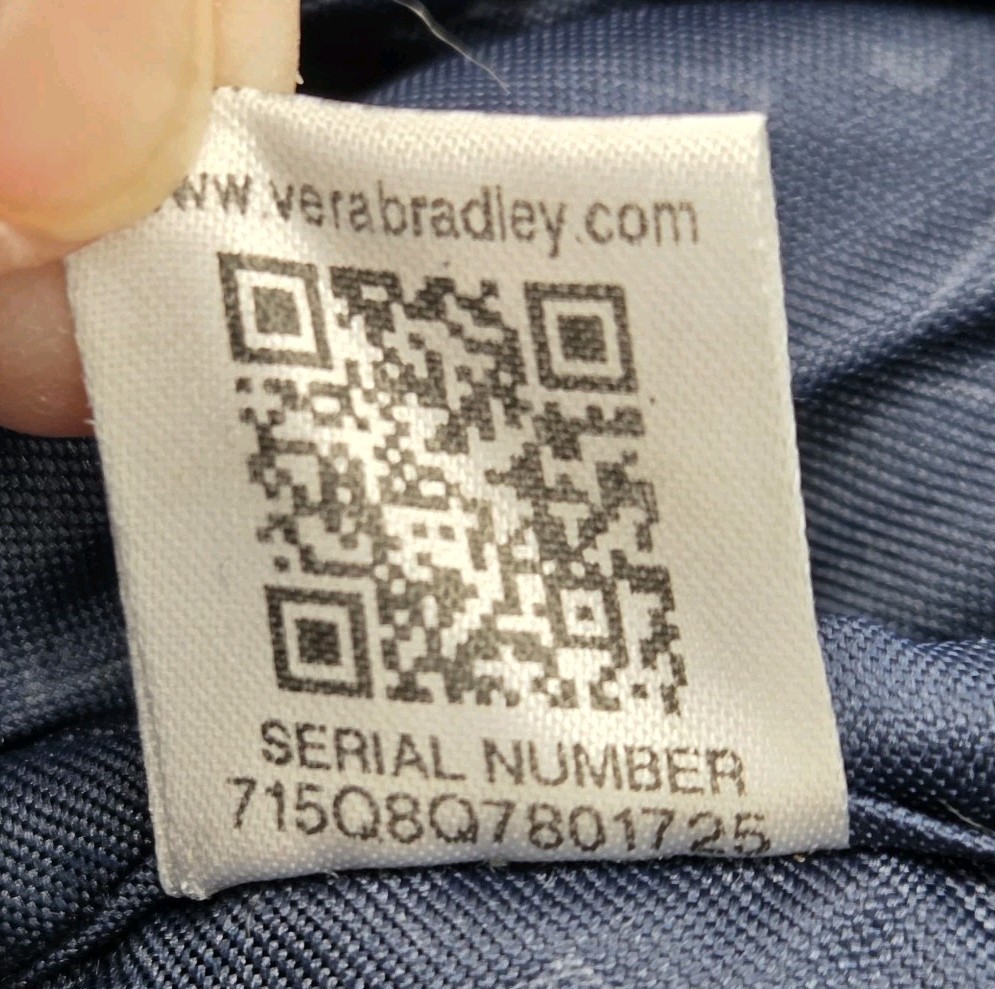 ww.verabradley.com
SERIAL NUMBER
715Q8Q7801725